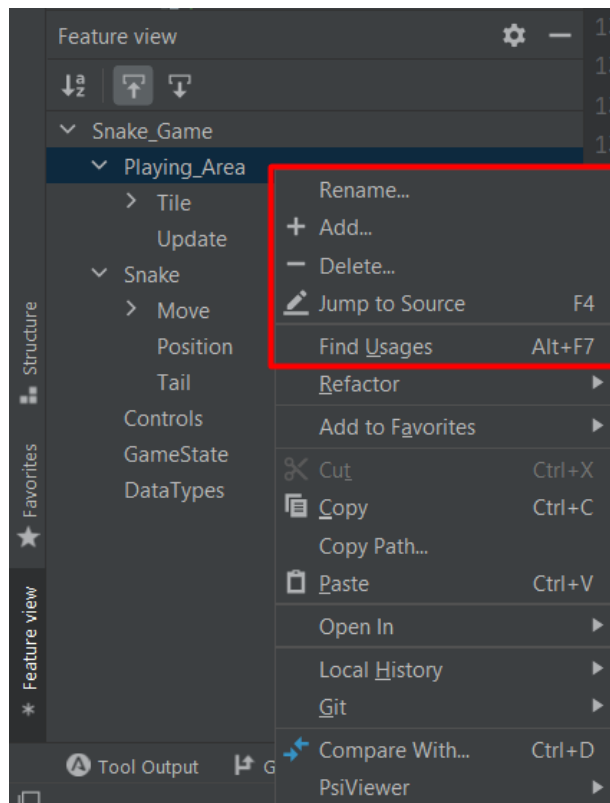 Feature view
Snake_Game
Playing_Area
Tile
Update
Snake
Move
Position
Tail
Controls
GameState
DataTypes
Rename...
Add...
Delete...
Jump to Source F4
Find Usages Alt+F7
Refactor
Add to Favorites
Cut Ctrl+X
Copy Ctrl+C
Copy Path...
Paste Ctrl+V
Open In
Local History
Git
Compare With... Ctrl+D
PsiViewer
Structure
Favorites
Feature view
Tool Output